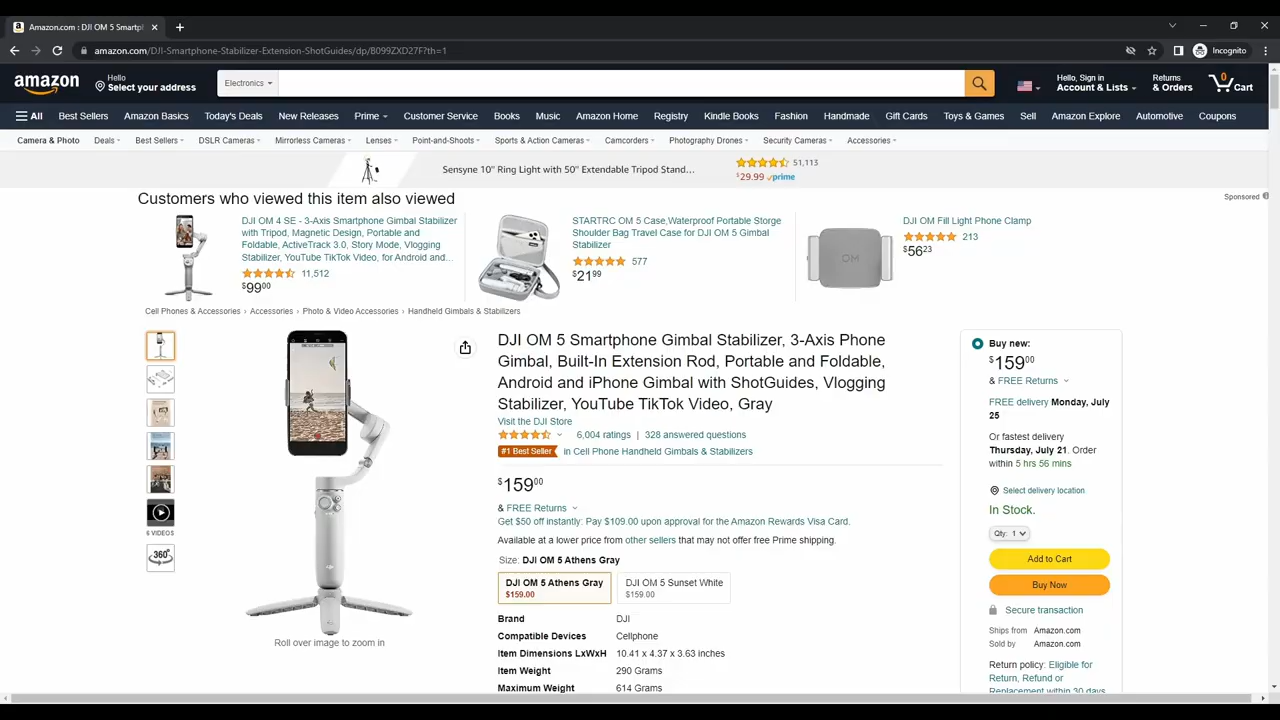 Amazon.com : DJI OM 5 Smartp
amazon.com/DJI-Smartphone-Stabilizer-Extension-ShotGuides/dp/B099ZXD27F?th=1
Incognito
amazon
Hello
Select your address
Electronics
Hello, Sign in
Account & Lists
Returns
& Orders
0
Cart
All
Best Sellers
Amazon Basics
Today's Deals
New Releases
Prime
Customer Service
Books
Music
Amazon Home
Registry
Kindle Books
Fashion
Handmade
Gift Cards
Toys & Games
Sell
Amazon Explore
Automotive
Coupons
Camera & Photo
Deals
Best Sellers
DSLR Cameras
Mirrorless Cameras
Lenses
Point-and-Shoots
Sports & Action Cameras
Camcorders
Photography Drones
Security Cameras
Accessories
Sensyne 10" Ring Light with 50" Extendable Tripod Stand...
51,113
$29.99 prime
Customers who viewed this item also viewed
Sponsored
DJI OM 4 SE - 3-Axis Smartphone Gimbal Stabilizer
with Tripod, Magnetic Design, Portable and
Foldable, ActiveTrack 3.0, Story Mode, Vlogging
Stabilizer, YouTube TikTok Video, for Android and...
11,512
$9900
STARTRC OM 5 Case,Waterproof Portable Storge
Shoulder Bag Travel Case for DJI OM 5 Gimbal
Stabilizer
577
$2199
OM
DJI OM Fill Light Phone Clamp
213
$5623
Cell Phones & Accessories › Accessories › Photo & Video Accessories › Handheld Gimbals & Stabilizers
6 VIDEOS
360°
Roll over image to zoom in
DJI OM 5 Smartphone Gimbal Stabilizer, 3-Axis Phone
Gimbal, Built-In Extension Rod, Portable and Foldable,
Android and iPhone Gimbal with ShotGuides, Vlogging
Stabilizer, YouTube TikTok Video, Gray
Visit the DJI Store
6,004 ratings | 328 answered questions
#1 Best Seller in Cell Phone Handheld Gimbals & Stabilizers
$15900
& FREE Returns
Get $50 off instantly: Pay $109.00 upon approval for the Amazon Rewards Visa Card.
Available at a lower price from other sellers that may not offer free Prime shipping.
Size: DJI OM 5 Athens Gray
DJI OM 5 Athens Gray
$159.00
DJI OM 5 Sunset White
$159.00
Brand DJI
Compatible Devices Cellphone
Item Dimensions LxWxH 10.41 x 4.37 x 3.63 inches
Item Weight 290 Grams
Maximum Weight 614 Grams
Buy new:
$15900
& FREE Returns
FREE delivery Monday, July
25
Or fastest delivery
Thursday, July 21. Order
within 5 hrs 56 mins
Select delivery location
In Stock.
Qty: 1
Add to Cart
Buy Now
Secure transaction
Ships from Amazon.com
Sold by Amazon.com
Return policy: Eligible for
Return, Refund or
Replacement within 30 days